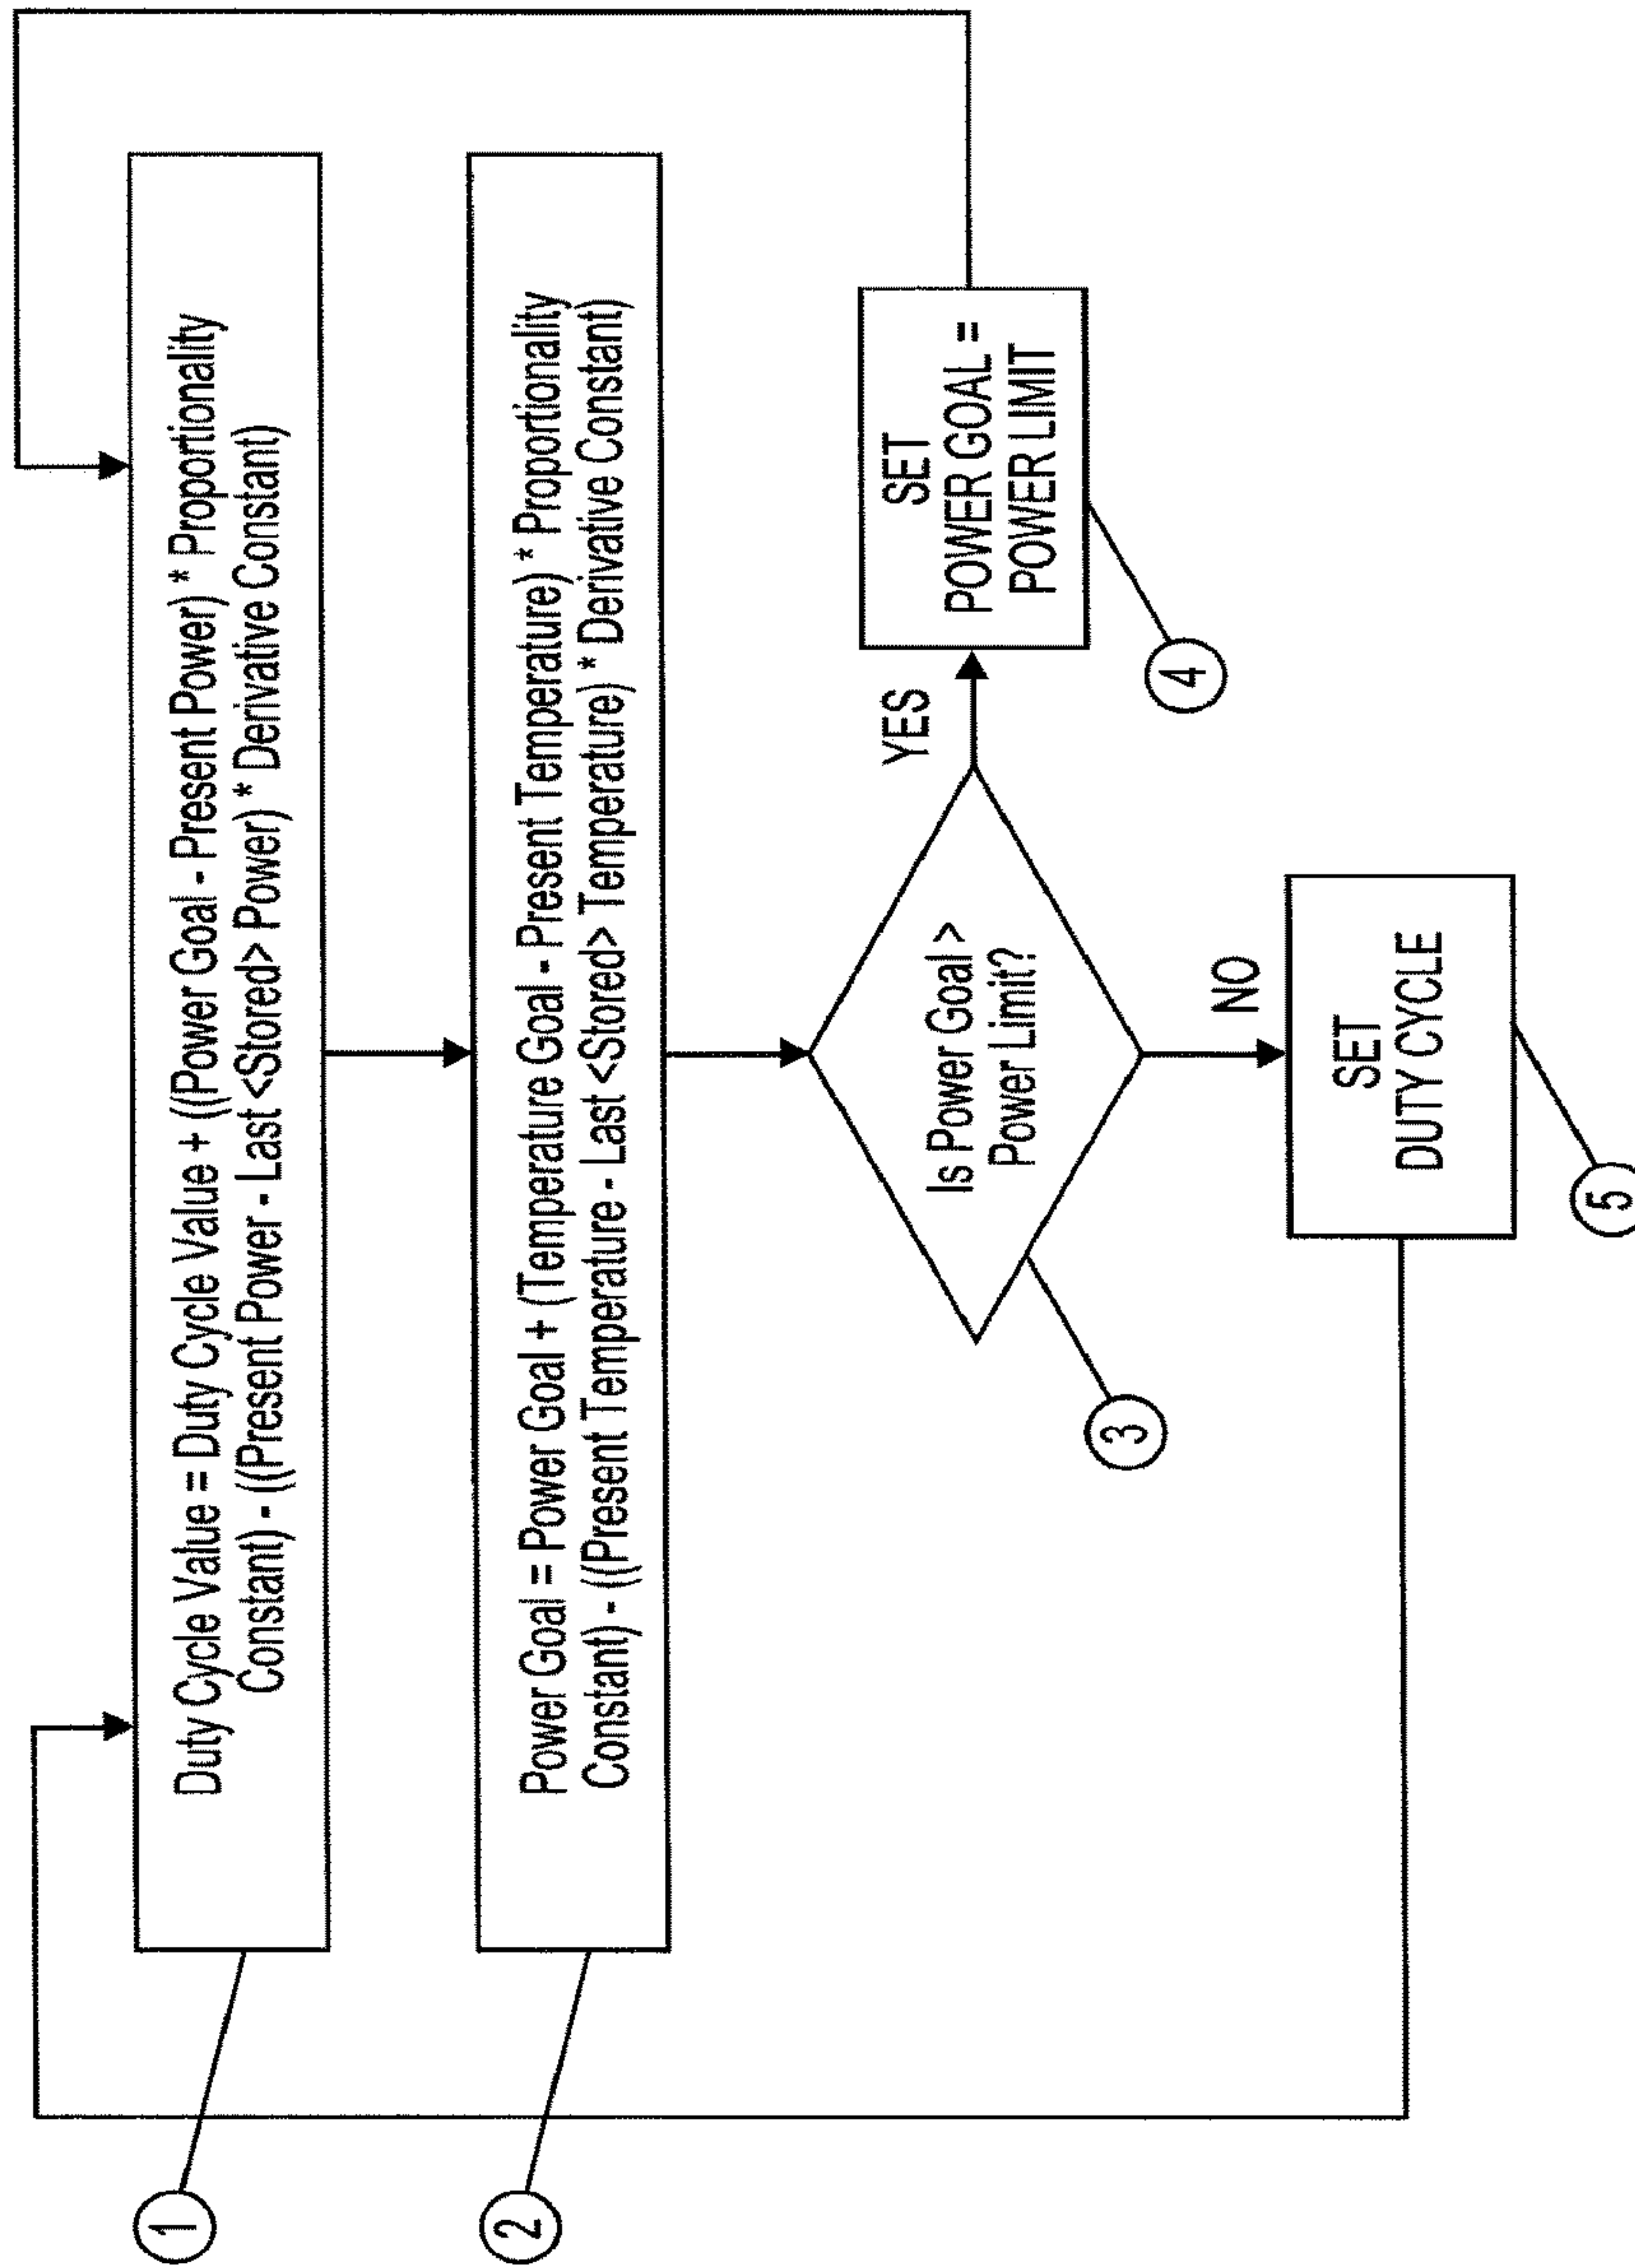 1
Duty Cycle Value = Duty Cycle Value + ((Power Goal - Present Power) * Proportionality
Constant) - ((Present Power - Last <Stored> Power) * Derivative Constant)
2
Power Goal = Power Goal + (Temperature Goal - Present Temperature) * Proportionality
Constant) - ((Present Temperature - Last <Stored> Temperature) * Derivative Constant)
3
Is Power Goal >
Power Limit?
YES
SET
POWER GOAL =
POWER LIMIT
4
NO
SET
DUTY CYCLE
5